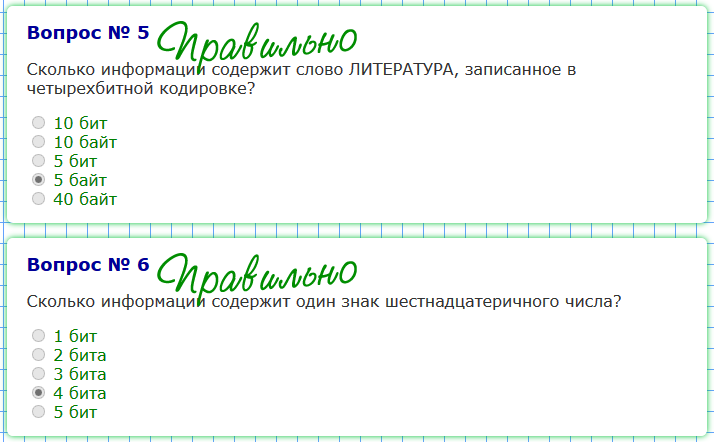 Вопрос № 5 Правильно
Сколько информации содержит слово ЛИТЕРАТУРА, записанное в
четырехбитной кодировке?
10 бит
10 байт
5 бит
5 байт
40 байт
Вопрос № 6 Правильно
Сколько информации содержит один знак шестнадцатеричного числа?
1 бит
2 бита
3 бита
4 бита
5 бит